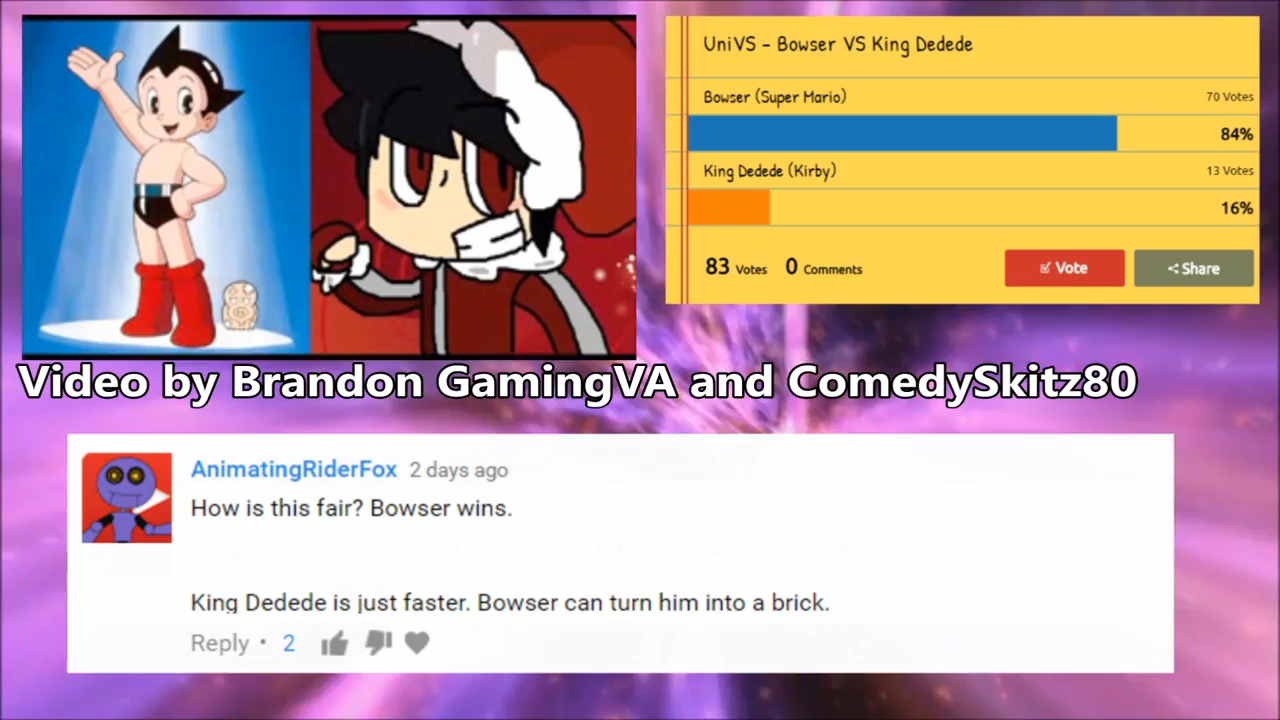 UniVS - Bowser VS King Dedede
Bowser (Super Mario)
70 Votes
84%
King Dedede (Kirby)
13 Votes
16%
83 Votes 0 Comments
Vote
Share
Video by Brandon GamingVA and ComedySkitz80
AnimatingRiderFox 2 days ago
How is this fair? Bowser wins.
King Dedede is just faster. Bowser can turn him into a brick.
Reply • 2